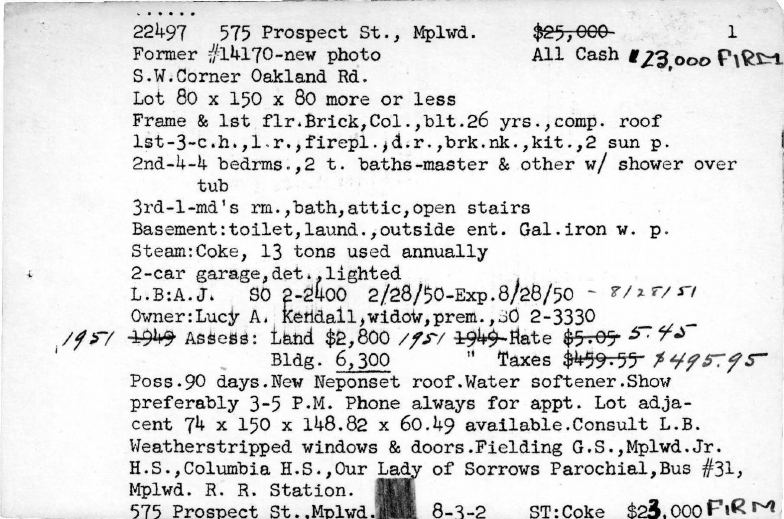 22497 575 Prospect St., Mplwd. $25,000 1
Former #14170-new photo All Cash $23,000 FIRM
S.W.Corner Oakland Rd.
Lot 80 x 150 x 80 more or less
Frame & 1st flr.Brick,Col.,blt.26 yrs.,comp. roof
1st-3-c.h.,l.r.,firepl.,d.r.,brk.nk.,kit.,2 sun p.
2nd-4-4 bedrms.,2 t. baths-master & other w/ shower over
tub
3rd-1-md's rm.,bath,attic,open stairs
Basement:toilet,laund.,outside ent. Gal.iron w. p.
Steam:Coke, 13 tons used annually
2-car garage,det.,lighted
L.B:A.J. SO 2-2400 2/28/50-Exp.8/28/50 - 8/28/51
Owner:Lucy A. Kendall,widow,prem.,SO 2-3330
1951 1949 Assess: Land $2,800 1951 1949 Rate $5.05 5.45
Bldg. 6,300 " Taxes $459.55 $495.95
Poss.90 days.New Neponset roof.Water softener.Show
preferably 3-5 P.M. Phone always for appt. Lot adja-
cent 74 x 150 x 148.82 x 60.49 available.Consult L.B.
Weatherstripped windows & doors.Fielding G.S.,Mplwd.Jr.
H.S.,Columbia H.S.,Our Lady of Sorrows Parochial,Bus #31,
Mplwd. R. R. Station.
575 Prospect St.,Mplwd. 8-3-2 ST:Coke $23,000 FIRM